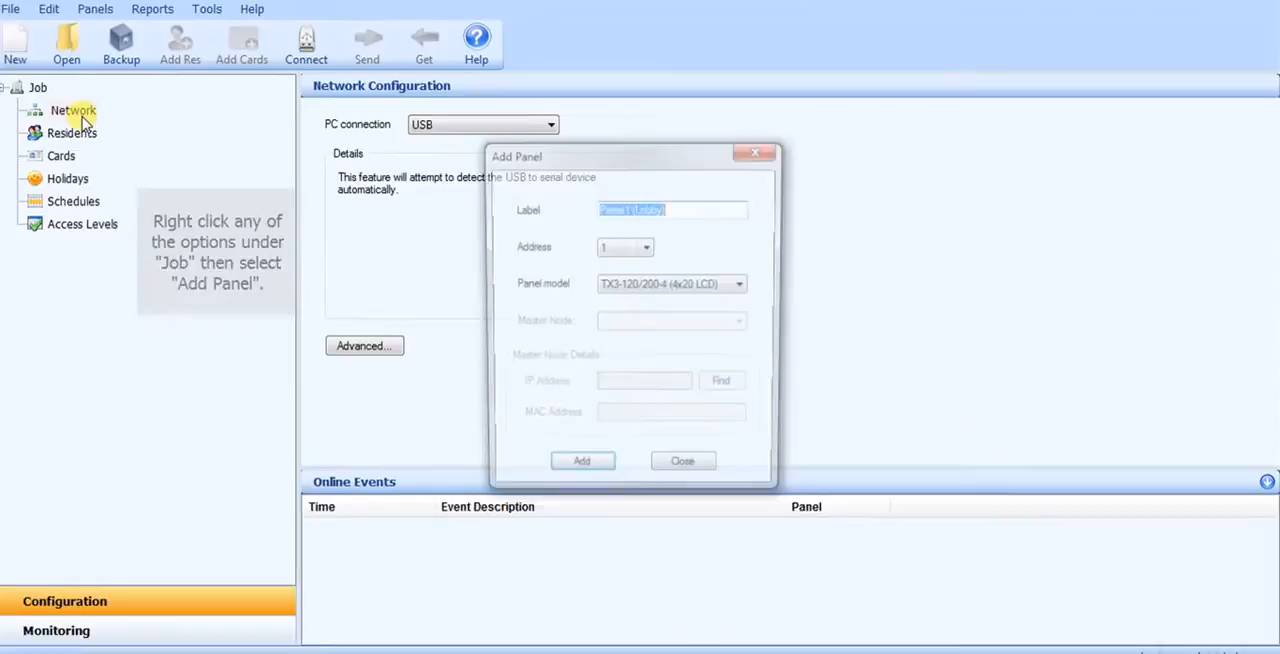 File Edit Panels Reports Tools Help
New Open Backup Add Res Add Cards Connect Send Get Help
Job
Network
Residents
Cards
Holidays
Schedules
Access Levels
Right click any of
the options under
"Job" then select
"Add Panel".
Configuration
Monitoring
Network Configuration
PC connection USB
Details
This feature will attempt to detect the USB to serial device
automatically.
Advanced...
Add Panel
Label
Address 1
Panel model TX3-120/200-4 (4x20 LCD)
Master Node:
Master Node Details
IP Address Find
MAC Address
Add Close
Online Events
Time Event Description Panel